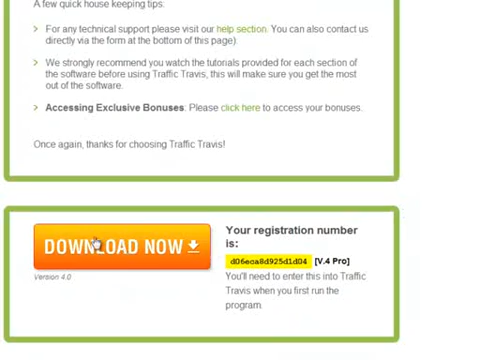 A few quick house keeping tips:
For any technical support please visit our help section. You can also contact us
directly via the form at the bottom of this page).
We strongly recommend you watch the tutorials provided for each section of
the software before using Traffic Travis, this will make sure you get the most
out of the software.
Accessing Exclusive Bonuses: Please click here to access your bonuses.
Once again, thanks for choosing Traffic Travis!
DOWNLOAD NOW
Version 4.0
Your registration number
is:
d06eca8d925d1d04 [V.4 Pro]
You'll need to enter this into Traffic
Travis when you first run the
program.